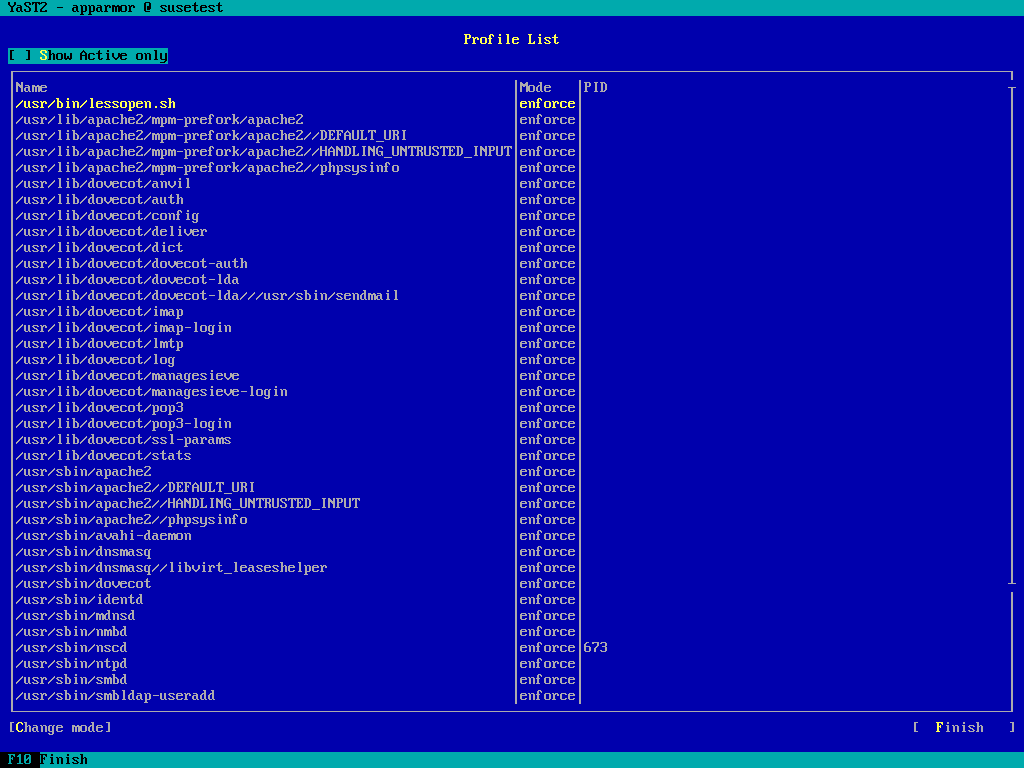 YaST2 - apparmor @ susetest
Profile List
[ ] Show Active only
Name Mode PID
/usr/bin/lessopen.sh enforce
/usr/lib/apache2/mpm-prefork/apache2 enforce
/usr/lib/apache2/mpm-prefork/apache2//DEFAULT_URI enforce
/usr/lib/apache2/mpm-prefork/apache2//HANDLING_UNTRUSTED_INPUT enforce
/usr/lib/apache2/mpm-prefork/apache2//phpsysinfo enforce
/usr/lib/dovecot/anvil enforce
/usr/lib/dovecot/auth enforce
/usr/lib/dovecot/config enforce
/usr/lib/dovecot/deliver enforce
/usr/lib/dovecot/dict enforce
/usr/lib/dovecot/dovecot-auth enforce
/usr/lib/dovecot/dovecot-lda enforce
/usr/lib/dovecot/dovecot-lda///usr/sbin/sendmail enforce
/usr/lib/dovecot/imap enforce
/usr/lib/dovecot/imap-login enforce
/usr/lib/dovecot/lmtp enforce
/usr/lib/dovecot/log enforce
/usr/lib/dovecot/managesieve enforce
/usr/lib/dovecot/managesieve-login enforce
/usr/lib/dovecot/pop3 enforce
/usr/lib/dovecot/pop3-login enforce
/usr/lib/dovecot/ssl-params enforce
/usr/lib/dovecot/stats enforce
/usr/sbin/apache2 enforce
/usr/sbin/apache2//DEFAULT_URI enforce
/usr/sbin/apache2//HANDLING_UNTRUSTED_INPUT enforce
/usr/sbin/apache2//phpsysinfo enforce
/usr/sbin/avahi-daemon enforce
/usr/sbin/dnsmasq enforce
/usr/sbin/dnsmasq//libvirt_leaseshelper enforce
/usr/sbin/dovecot enforce
/usr/sbin/identd enforce
/usr/sbin/mdnsd enforce
/usr/sbin/nmbd enforce
/usr/sbin/nscd enforce 673
/usr/sbin/ntpd enforce
/usr/sbin/smbd enforce
/usr/sbin/smbldap-useradd enforce
[Change mode] [ Finish ]
F10 Finish